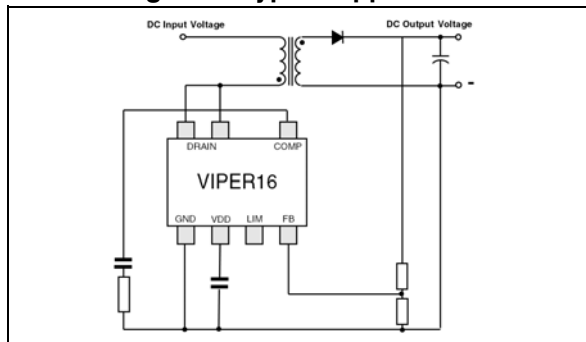 DC Input Voltage
DC Output Voltage
-
DRAIN
COMP
VIPER16
GND
VDD
LIM
FB